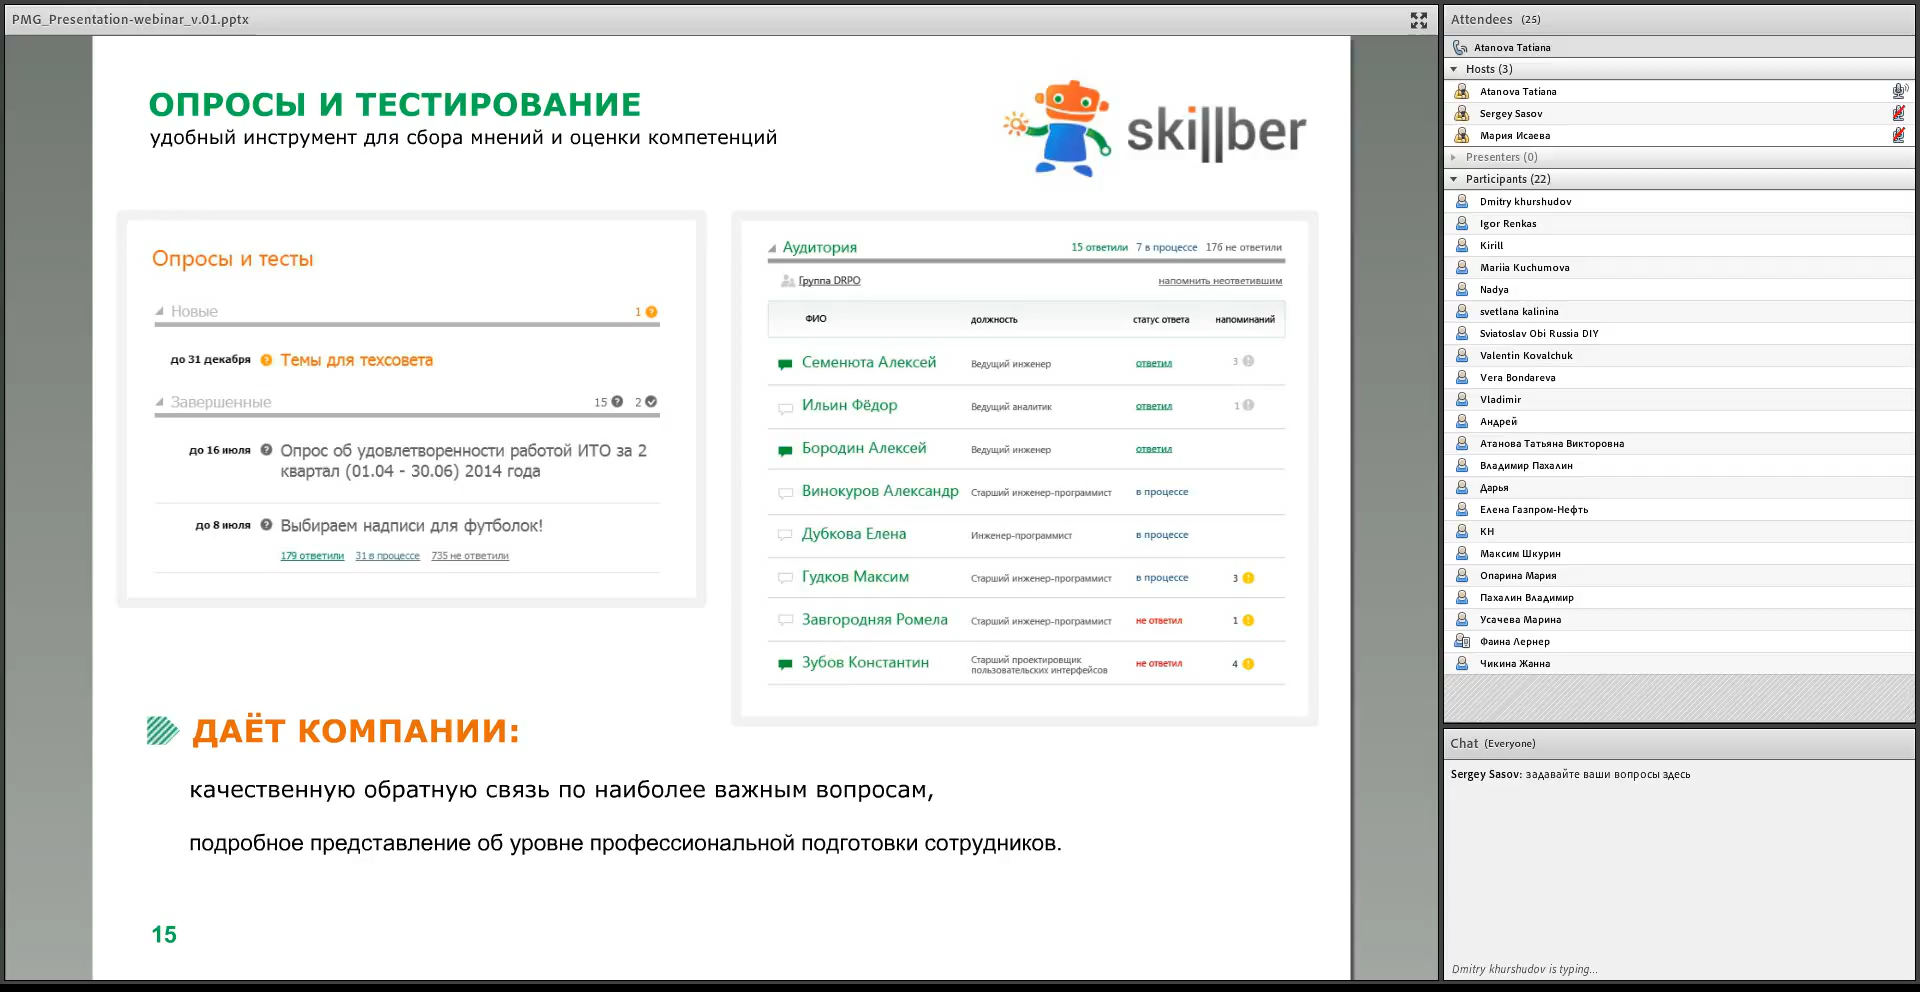 PMG_Presentation-webinar_v.01.pptx
ОПРОСЫ И ТЕСТИРОВАНИЕ
удобный инструмент для сбора мнений и оценки компетенций
skillber
Опросы и тесты
Новые 1
до 31 декабря Темы для техсовета
Завершенные 15 2
до 16 июля Опрос об удовлетворенности работой ИТО за 2
квартал (01.04 - 30.06) 2014 года
до 8 июля Выбираем надписи для футболок!
179 ответили 31 в процессе 735 не ответили
Аудитория 15 ответили 7 в процессе 176 не ответили
Группа DRPO напомнить неответившим
ФИО должность статус ответа напоминаний
Семенюта Алексей Ведущий инженер ответил 3
Ильин Фёдор Ведущий аналитик ответил 1
Бородин Алексей Ведущий инженер ответил
Винокуров Александр Старший инженер-программист в процессе
Дубкова Елена Инженер-программист в процессе
Гудков Максим Старший инженер-программист в процессе 3
Завгородняя Ромела Старший инженер-программист не ответил 1
Зубов Константин Старший проектировщик
пользовательских интерфейсов не ответил 4
ДАЁТ КОМПАНИИ:
качественную обратную связь по наиболее важным вопросам,
подробное представление об уровне профессиональной подготовки сотрудников.
15
Attendees (25)
Atanova Tatiana
Hosts (3)
Atanova Tatiana
Sergey Sasov
Мария Исаева
Presenters (0)
Participants (22)
Dmitry khurshudov
Igor Renkas
Kirill
Mariia Kuchumova
Nadya
svetlana kalinina
Sviatoslav Obi Russia DIY
Valentin Kovalchuk
Vera Bondareva
Vladimir
Андрей
Атанова Татьяна Викторовна
Владимир Пахалин
Дарья
Елена Газпром-Нефть
КН
Максим Шкурин
Опарина Мария
Пахалин Владимир
Усачева Марина
Фаина Лернер
Чикина Жанна
Chat (Everyone)
Sergey Sasov: задавайте ваши вопросы здесь
Dmitry khurshudov is typing...